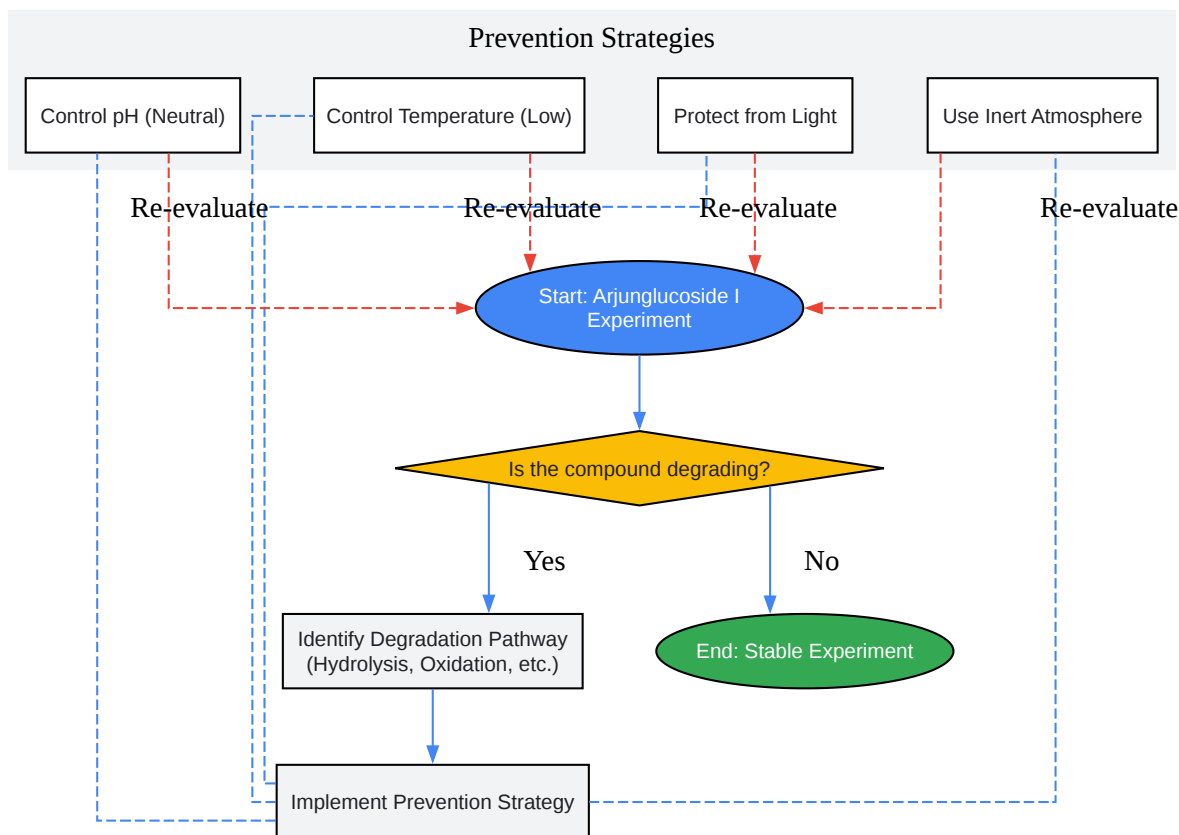 Prevention Strategies
Control pH (Neutral)
Control Temperature (Low)
Protect from Light
Use Inert Atmosphere
Re-evaluate
Re-evaluate
Re-evaluate
Re-evaluate
Start: Arjunglucoside I
Experiment
Is the compound degrading?
Yes
No
Identify Degradation Pathway
(Hydrolysis, Oxidation, etc.)
End: Stable Experiment
Implement Prevention Strategy